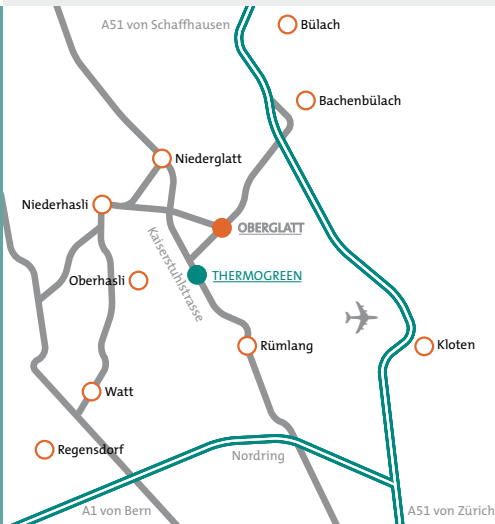 A51 von Schaffhausen
Bülach
Bachenbülach
Niederglatt
Niederhasli
OBERGLATT
Kaiserstuhlstrasse
Oberhasli
THERMOGREEN
Rümlang
Kloten
Watt
Regensdorf
Nordring
A1 von Bern
A51 von Zürich